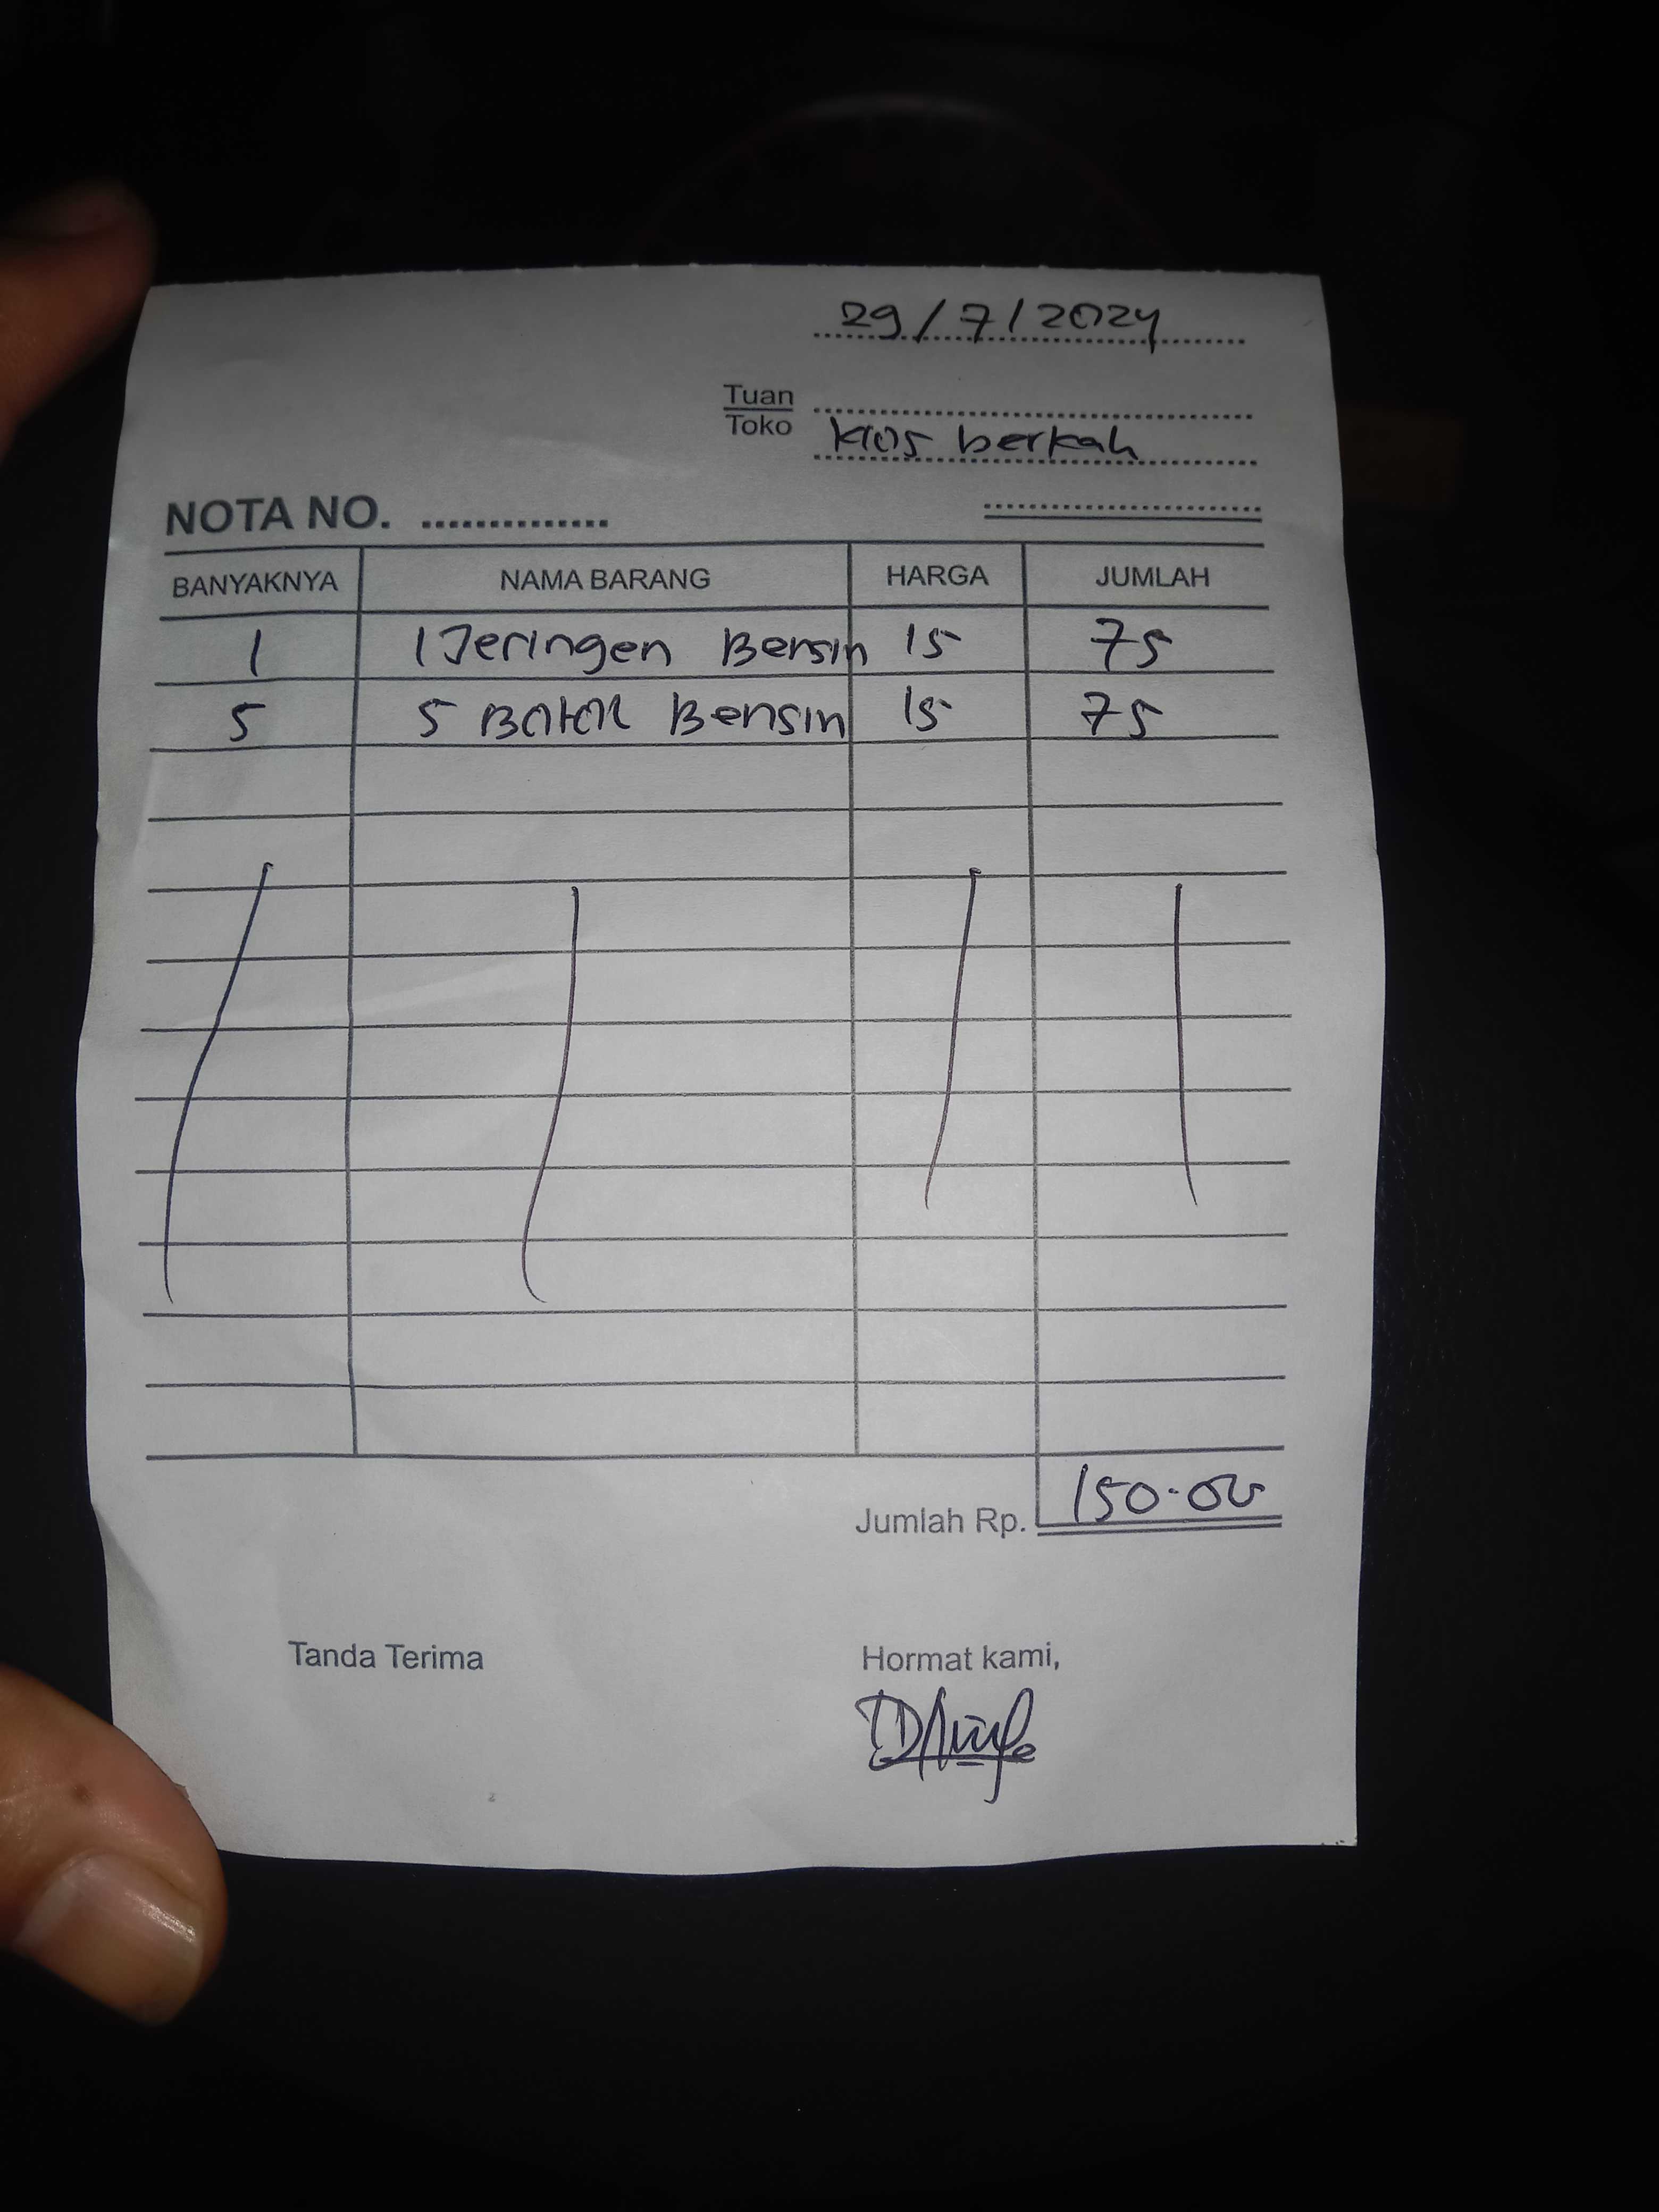 29/7/2024
Tuan
Toko
kios berkah
NOTA NO. ..............
BANYAKNYA NAMA BARANG HARGA JUMLAH
1 1 Jeringen Bensin 15 75
5 5 Botol Bensin 15 75
Jumlah Rp. 150.00
Tanda Terima Hormat kami,